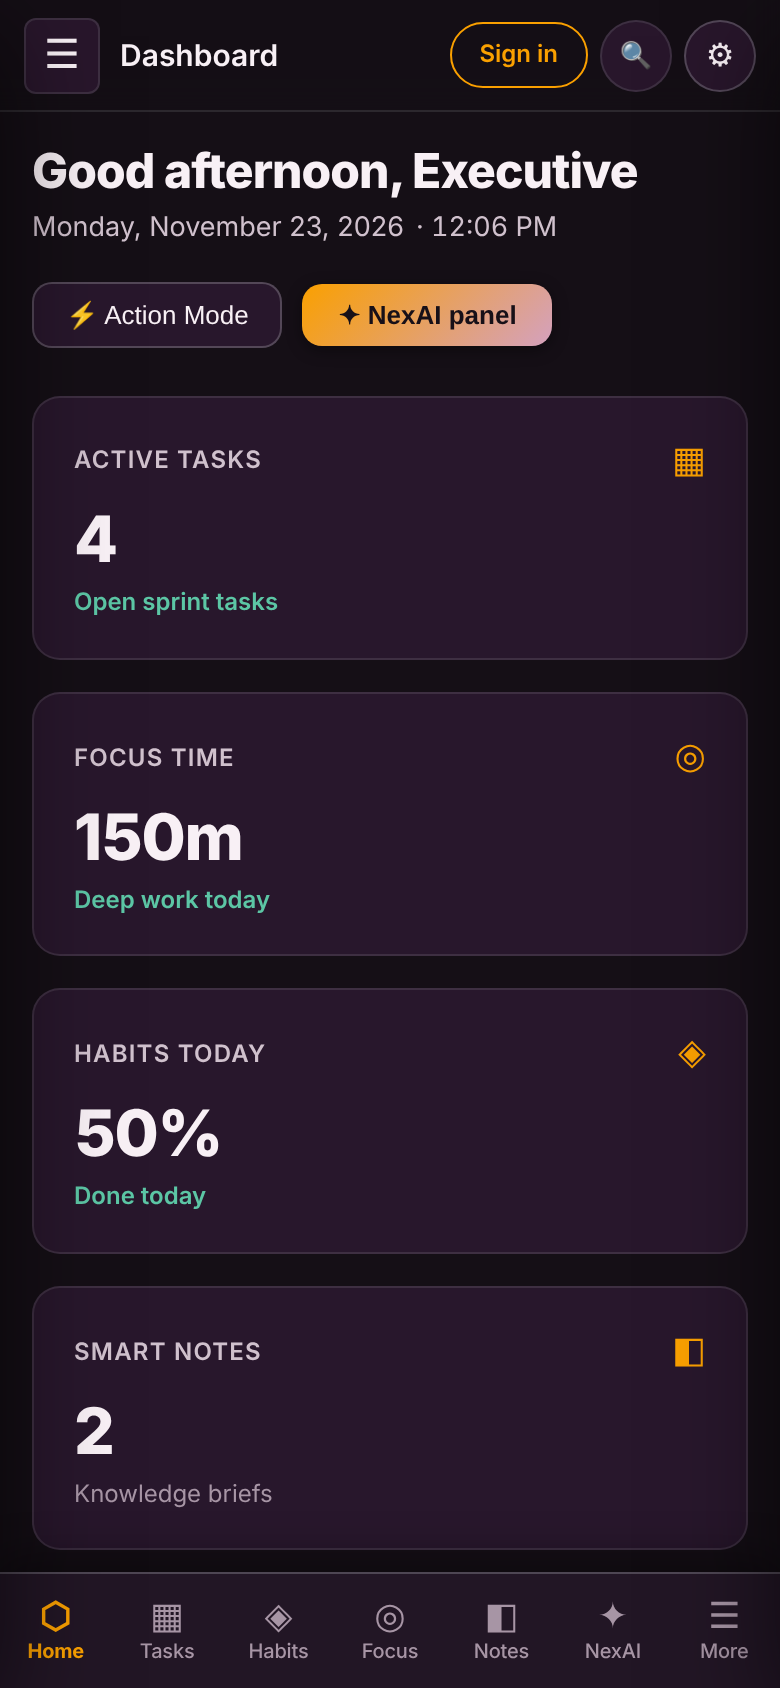 ☰ Dashboard Sign in 🔍 ⚙
Good afternoon, Executive
Monday, November 23, 2026 · 12:06 PM
⚡ Action Mode ✦ NexAI panel
ACTIVE TASKS ▦
4
Open sprint tasks
FOCUS TIME ◎
150m
Deep work today
HABITS TODAY ◈
50%
Done today
SMART NOTES ◧
2
Knowledge briefs
Home Tasks Habits Focus Notes NexAI More